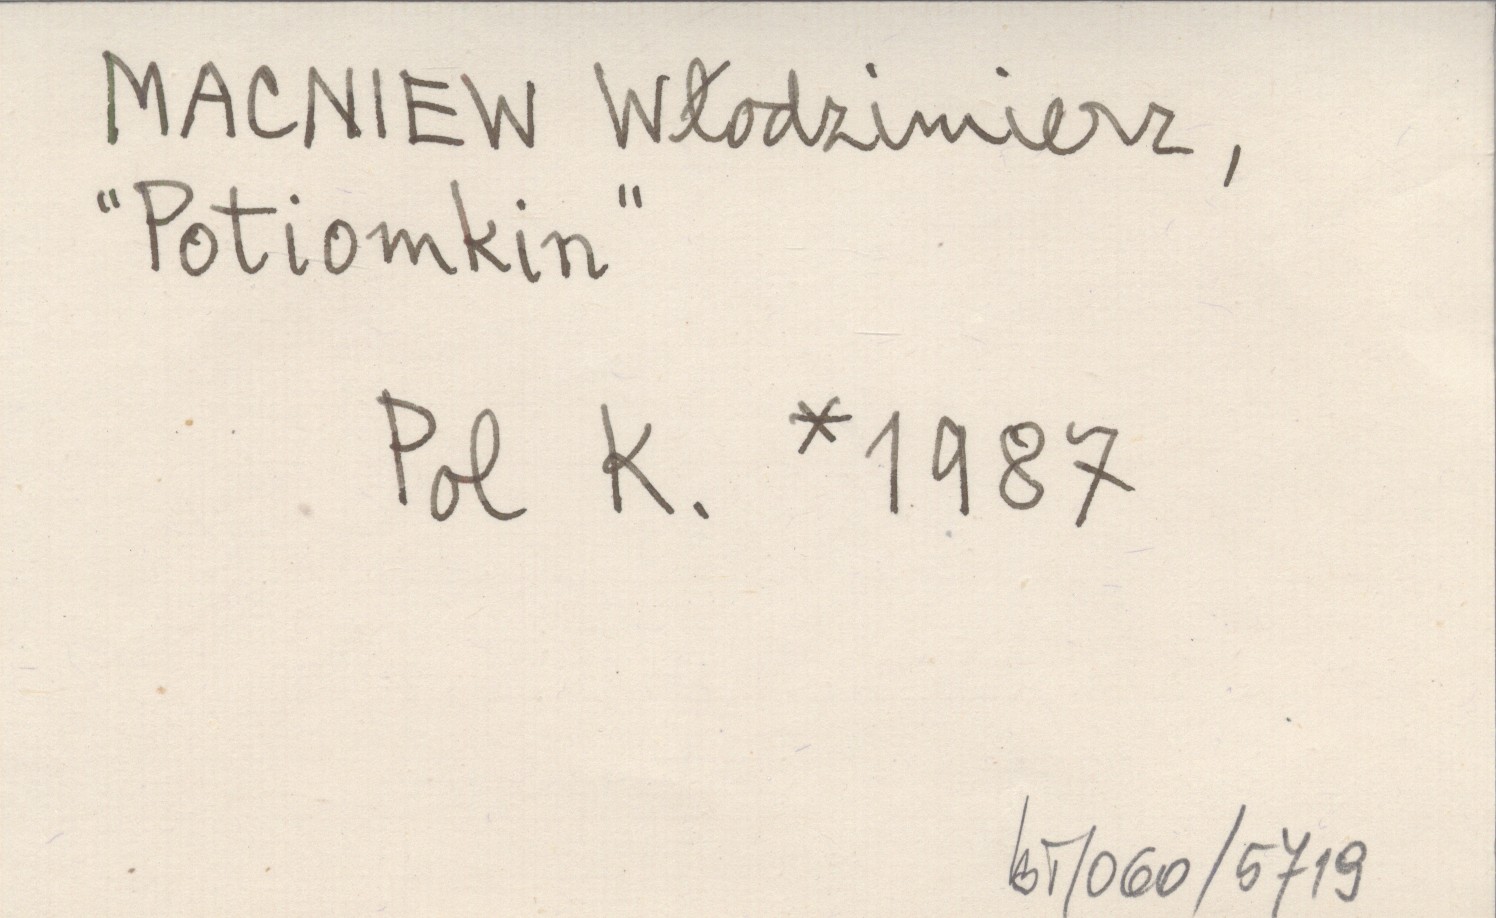 MACNIEW Włodzimierz,
"Potiomkin"
Pol K. *1987
bT/060/5719